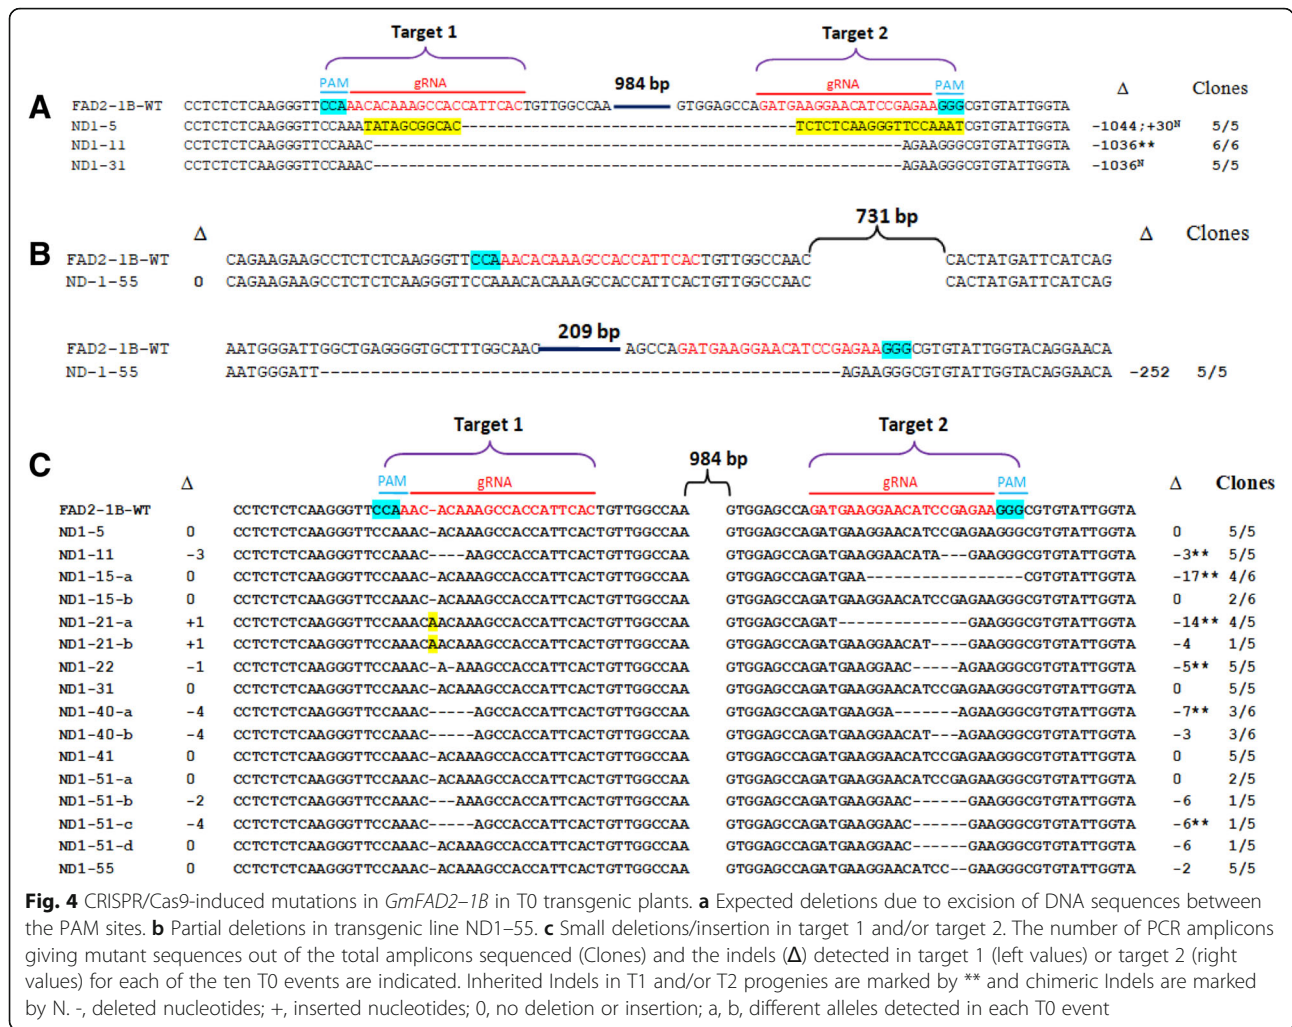 Target 1 Target 2
PAM gRNA 984 bp gRNA PAM
A
Δ Clones
FAD2-1B-WT CCTCTCTCAAGGGTTCCAAACACAAAGCCACCATTCACTGTTGGCCAA GTGGAGCCAGATGAAGGAACATCCGAGAAGGGCGTGTATTGGTA
ND1-5 CCTCTCTCAAGGGTTCCAAATATAGCGGCAC----------------------------------TCTCTCAAGGGTTCCAAATCGTGTATTGGTA -1044;+30ᴺ 5/5
ND1-11 CCTCTCTCAAGGGTTCCAAAC------------------------------------------------------AGAAGGGCGTGTATTGGTA -1036** 6/6
ND1-31 CCTCTCTCAAGGGTTCCAAAC------------------------------------------------------AGAAGGGCGTGTATTGGTA -1036ᴺ 5/5
731 bp
B
Δ Δ Clones
FAD2-1B-WT CAGAAGAAGCCTCTCTCAAGGGTTCCAAACACAAAGCCACCATTCACTGTTGGCCAAC CACTATGATTCATCAG
ND-1-55 0 CAGAAGAAGCCTCTCTCAAGGGTTCCAAACACAAAGCCACCATTCACTGTTGGCCAAC CACTATGATTCATCAG
209 bp
FAD2-1B-WT AATGGGATTGGCTGAGGGGTGCTTTGGCAAC AGCCAGATGAAGGAACATCCGAGAAGGGCGTGTATTGGTACAGGAACA
ND-1-55 AATGGGATT-----------------------------------------------------AGAAGGGCGTGTATTGGTACAGGAACA -252 5/5
Target 1 Target 2
C
984 bp
Δ PAM gRNA gRNA PAM Δ Clones
FAD2-1B-WT CCTCTCTCAAGGGTTCCAAAC-ACAAAGCCACCATTCACTGTTGGCCAA GTGGAGCCAGATGAAGGAACATCCGAGAAGGGCGTGTATTGGTA
ND1-5 0 CCTCTCTCAAGGGTTCCAAAC-ACAAAGCCACCATTCACTGTTGGCCAA GTGGAGCCAGATGAAGGAACATCCGAGAAGGGCGTGTATTGGTA 0 5/5
ND1-11 -3 CCTCTCTCAAGGGTTCCAAAC----AAGCCACCATTCACTGTTGGCCAA GTGGAGCCAGATGAAGGAACATA---GAAGGGCGTGTATTGGTA -3** 5/5
ND1-15-a 0 CCTCTCTCAAGGGTTCCAAAC-ACAAAGCCACCATTCACTGTTGGCCAA GTGGAGCCAGATGAA-----------------CGTGTATTGGTA -17** 4/6
ND1-15-b 0 CCTCTCTCAAGGGTTCCAAAC-ACAAAGCCACCATTCACTGTTGGCCAA GTGGAGCCAGATGAAGGAACATCCGAGAAGGGCGTGTATTGGTA 0 2/6
ND1-21-a +1 CCTCTCTCAAGGGTTCCAAACAACAAAGCCACCATTCACTGTTGGCCAA GTGGAGCCAGAT--------------GAAGGGCGTGTATTGGTA -14** 4/5
ND1-21-b +1 CCTCTCTCAAGGGTTCCAAACAACAAAGCCACCATTCACTGTTGGCCAA GTGGAGCCAGATGAAGGAACAT----GAAGGGCGTGTATTGGTA -4 1/5
ND1-22 -1 CCTCTCTCAAGGGTTCCAAAC-A-AAAGCCACCATTCACTGTTGGCCAA GTGGAGCCAGATGAAGGAAC-----AGAAGGGCGTGTATTGGTA -5** 5/5
ND1-31 0 CCTCTCTCAAGGGTTCCAAAC-ACAAAGCCACCATTCACTGTTGGCCAA GTGGAGCCAGATGAAGGAACATCCGAGAAGGGCGTGTATTGGTA 0 5/5
ND1-40-a -4 CCTCTCTCAAGGGTTCCAAAC-----AGCCACCATTCACTGTTGGCCAA GTGGAGCCAGATGAAGGA-------AGAAGGGCGTGTATTGGTA -7** 3/6
ND1-40-b -4 CCTCTCTCAAGGGTTCCAAAC-----AGCCACCATTCACTGTTGGCCAA GTGGAGCCAGATGAAGGAACAT---AGAAGGGCGTGTATTGGTA -3 3/6
ND1-41 0 CCTCTCTCAAGGGTTCCAAAC-ACAAAGCCACCATTCACTGTTGGCCAA GTGGAGCCAGATGAAGGAACATCCGAGAAGGGCGTGTATTGGTA 0 5/5
ND1-51-a 0 CCTCTCTCAAGGGTTCCAAAC-ACAAAGCCACCATTCACTGTTGGCCAA GTGGAGCCAGATGAAGGAACATCCGAGAAGGGCGTGTATTGGTA 0 2/5
ND1-51-b -2 CCTCTCTCAAGGGTTCCAAAC---AAAGCCACCATTCACTGTTGGCCAA GTGGAGCCAGATGAAGGAAC------GAAGGGCGTGTATTGGTA -6 1/5
ND1-51-c -4 CCTCTCTCAAGGGTTCCAAAC-----AGCCACCATTCACTGTTGGCCAA GTGGAGCCAGATGAAGGAAC------GAAGGGCGTGTATTGGTA -6** 1/5
ND1-51-d 0 CCTCTCTCAAGGGTTCCAAAC-ACAAAGCCACCATTCACTGTTGGCCAA GTGGAGCCAGATGAAGGAAC------GAAGGGCGTGTATTGGTA -6 1/5
ND1-55 0 CCTCTCTCAAGGGTTCCAAAC-ACAAAGCCACCATTCACTGTTGGCCAA GTGGAGCCAGATGAAGGAACATCC--GAAGGGCGTGTATTGGTA -2 5/5
Fig. 4 CRISPR/Cas9-induced mutations in GmFAD2–1B in T0 transgenic plants. a Expected deletions due to excision of DNA sequences between
the PAM sites. b Partial deletions in transgenic line ND1–55. c Small deletions/insertion in target 1 and/or target 2. The number of PCR amplicons
giving mutant sequences out of the total amplicons sequenced (Clones) and the indels (Δ) detected in target 1 (left values) or target 2 (right
values) for each of the ten T0 events are indicated. Inherited Indels in T1 and/or T2 progenies are marked by ** and chimeric Indels are marked
by N. -, deleted nucleotides; +, inserted nucleotides; 0, no deletion or insertion; a, b, different alleles detected in each T0 event